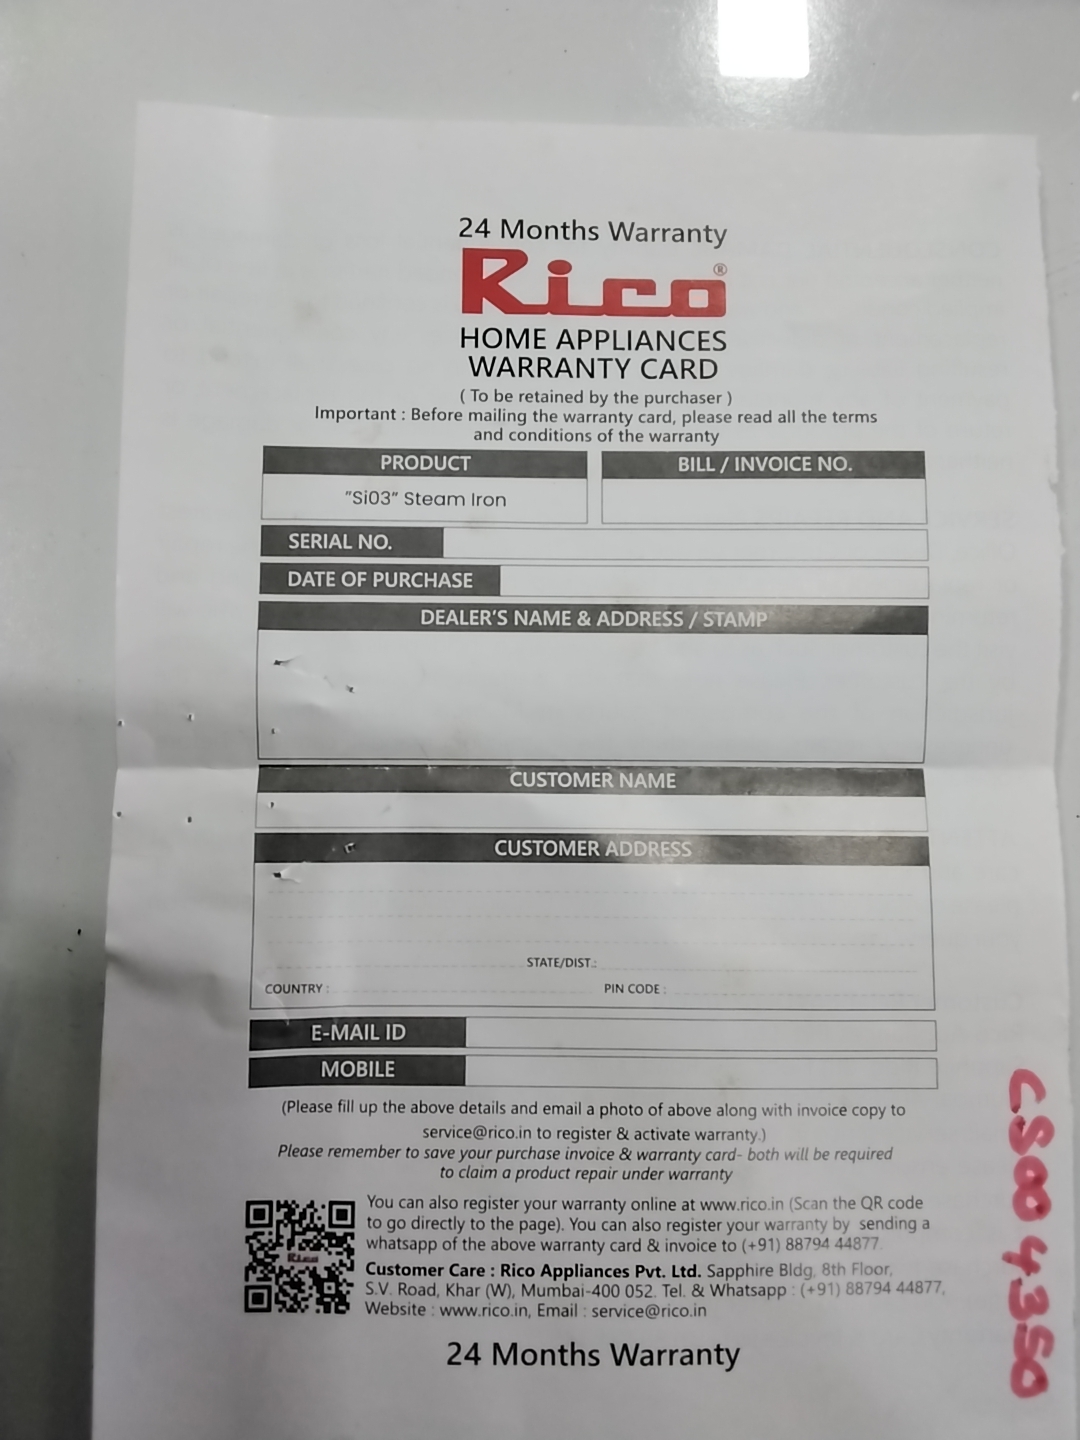 24 Months Warranty
Rico®
HOME APPLIANCES
WARRANTY CARD
( To be retained by the purchaser )
Important : Before mailing the warranty card, please read all the terms
and conditions of the warranty
PRODUCT
BILL / INVOICE NO.
"Si03" Steam Iron
SERIAL NO.
DATE OF PURCHASE
DEALER'S NAME & ADDRESS / STAMP
CUSTOMER NAME
CUSTOMER ADDRESS
STATE/DIST.:
COUNTRY :
PIN CODE :
E-MAIL ID
MOBILE
(Please fill up the above details and email a photo of above along with invoice copy to
service@rico.in to register & activate warranty.)
Please remember to save your purchase invoice & warranty card- both will be required
to claim a product repair under warranty
Rico
You can also register your warranty online at www.rico.in (Scan the QR code
to go directly to the page). You can also register your warranty by sending a
whatsapp of the above warranty card & invoice to (+91) 88794 44877.
Customer Care : Rico Appliances Pvt. Ltd. Sapphire Bldg, 8th Floor,
S.V. Road, Khar (W), Mumbai-400 052. Tel. & Whatsapp : (+91) 88794 44877,
Website : www.rico.in, Email : service@rico.in
24 Months Warranty
CS004350